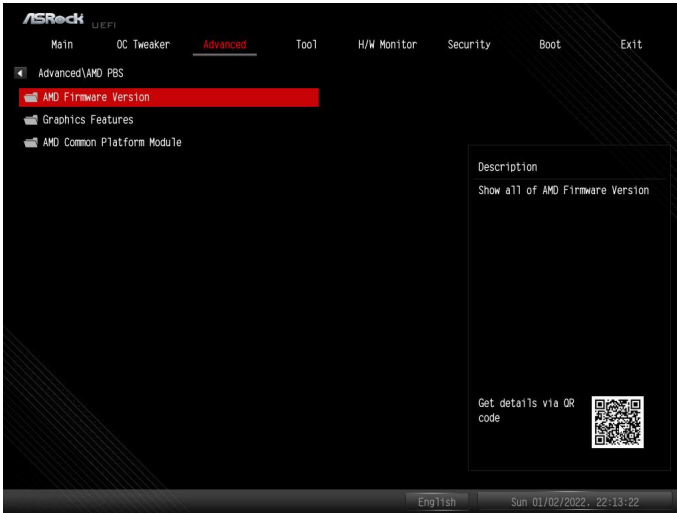 ASRock UEFI
Main OC Tweaker Advanced Tool H/W Monitor Security Boot Exit
Advanced\AMD PBS
AMD Firmware Version
Graphics Features
AMD Common Platform Module
Description
Show all of AMD Firmware Version
Get details via QR
code
English Sun 01/02/2022. 22:13:22